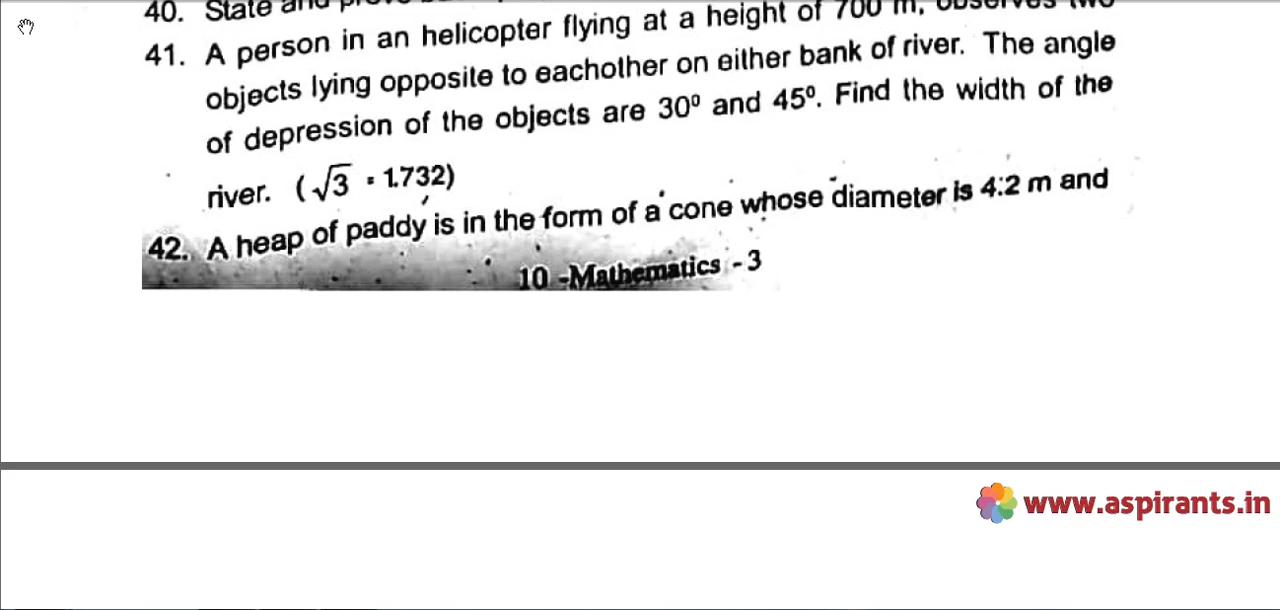 40. State and
41. A person in an helicopter flying at a height of 700 m, observes two
objects lying opposite to eachother on either bank of river. The angle
of depression of the objects are 30⁰ and 45⁰. Find the width of the
river. (√3 = 1.732)
42. A heap of paddy is in the form of a cone whose diameter is 4.2 m and
10 -Mathematics - 3
www.aspirants.in